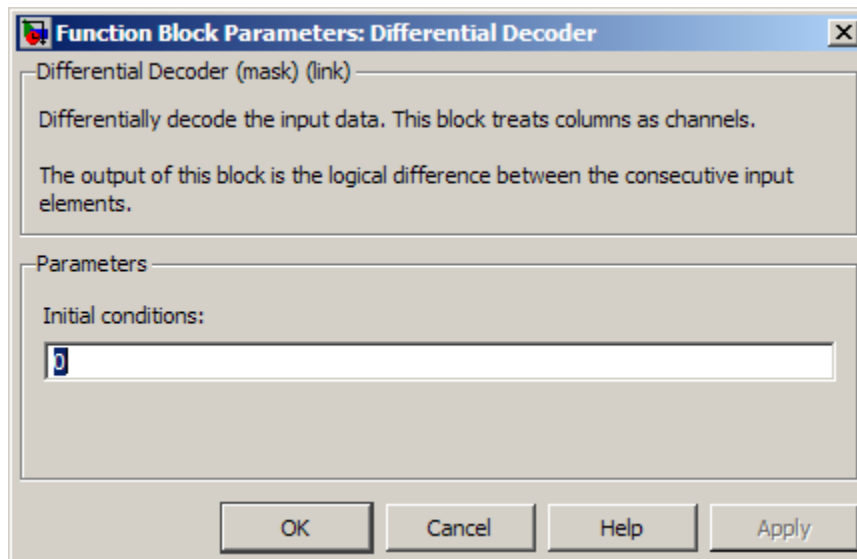 Function Block Parameters: Differential Decoder
Differential Decoder (mask) (link)
Differentially decode the input data. This block treats columns as channels.
The output of this block is the logical difference between the consecutive input
elements.
Parameters
Initial conditions:
0
OK Cancel Help Apply